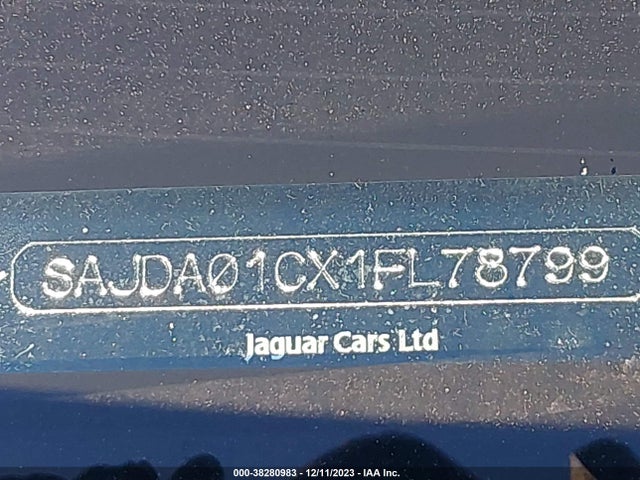 SAJDA01CX1FL78799
Jaguar Cars Ltd
000-38280983 - 12/11/2023 - IAA Inc.